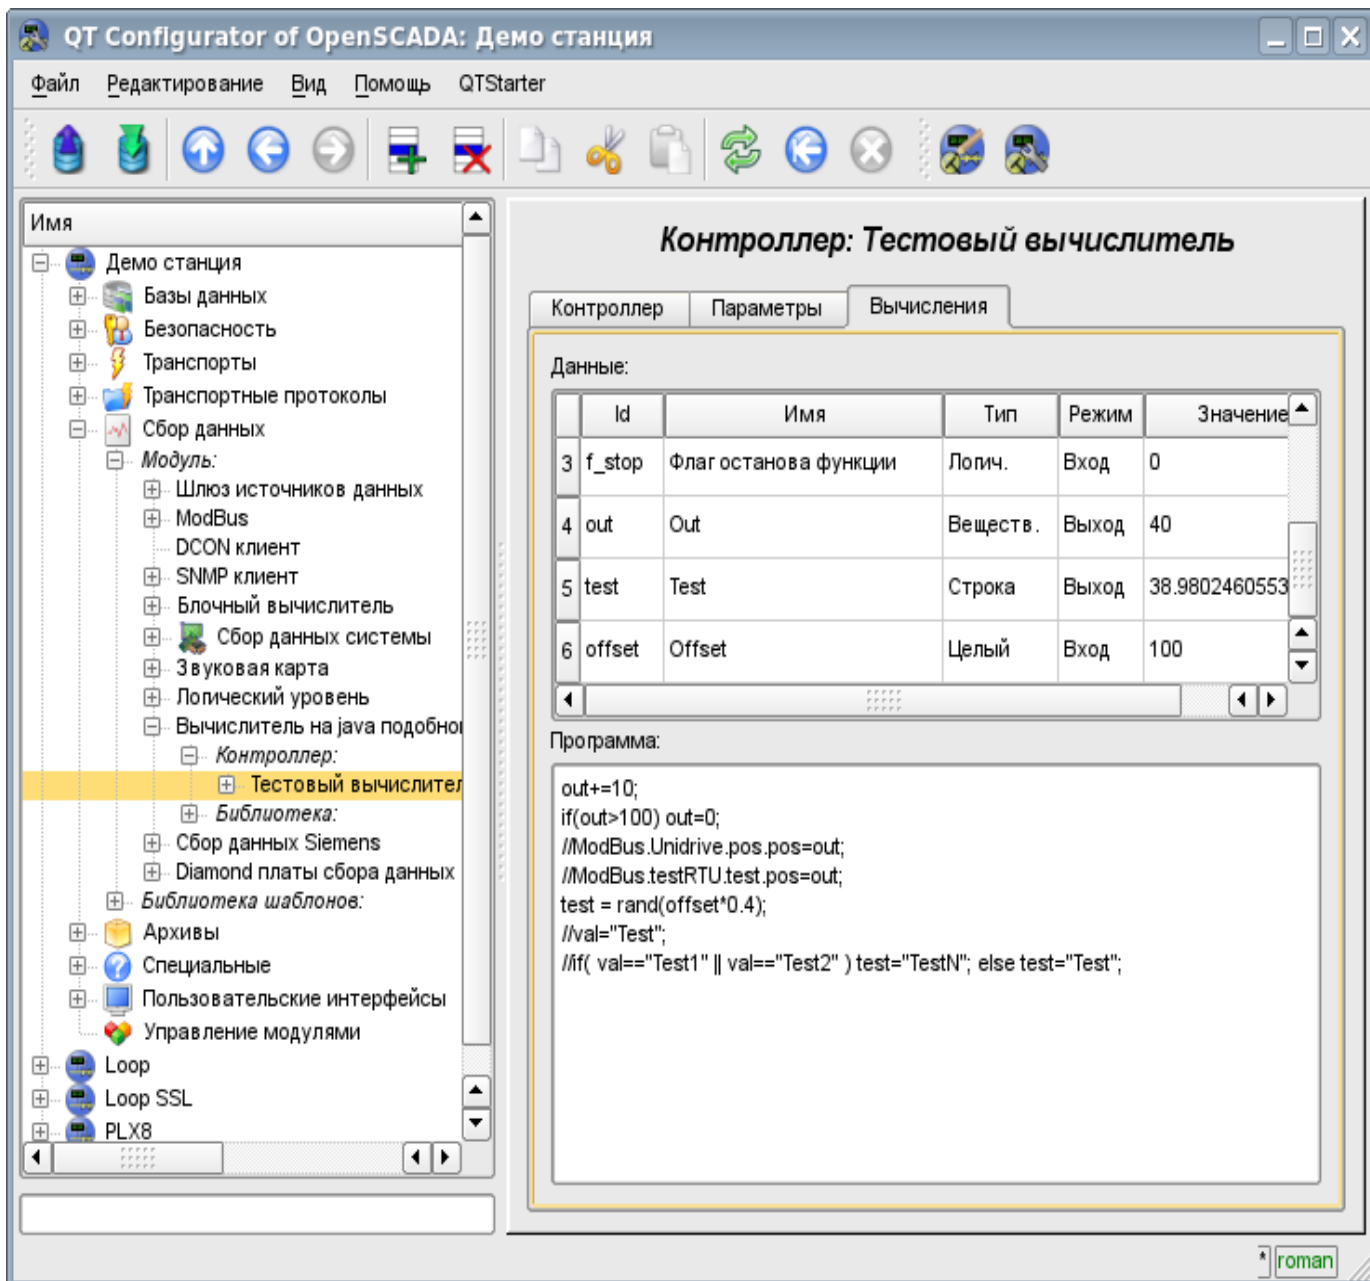 QT Configurator of OpenSCADA: Демо станция
Файл Редактирование Вид Помощь QTStarter
Имя
Демо станция
Базы данных
Безопасность
Транспорты
Транспортные протоколы
Сбор данных
Модуль:
Шлюз источников данных
ModBus
DCON клиент
SNMP клиент
Блочный вычислитель
Сбор данных системы
Звуковая карта
Логический уровень
Вычислитель на java подобно
Контроллер:
Тестовый вычислител
Библиотека:
Сбор данных Siemens
Diamond платы сбора данных
Библиотека шаблонов:
Архивы
Специальные
Пользовательские интерфейсы
Управление модулями
Loop
Loop SSL
PLX8
Контроллер: Тестовый вычислитель
Контроллер Параметры Вычисления
Данные:
Id Имя Тип Режим Значение
3 f_stop Флаг останова функции Логич. Вход 0
4 out Out Веществ. Выход 40
5 test Test Строка Выход 38.9802460553
6 offset Offset Целый Вход 100
Программа:
out+=10;
if(out>100) out=0;
//ModBus.Unidrive.pos.pos=out;
//ModBus.testRTU.test.pos=out;
test = rand(offset*0.4);
//val="Test";
//if( val=="Test1" || val=="Test2" ) test="TestN"; else test="Test";
* roman